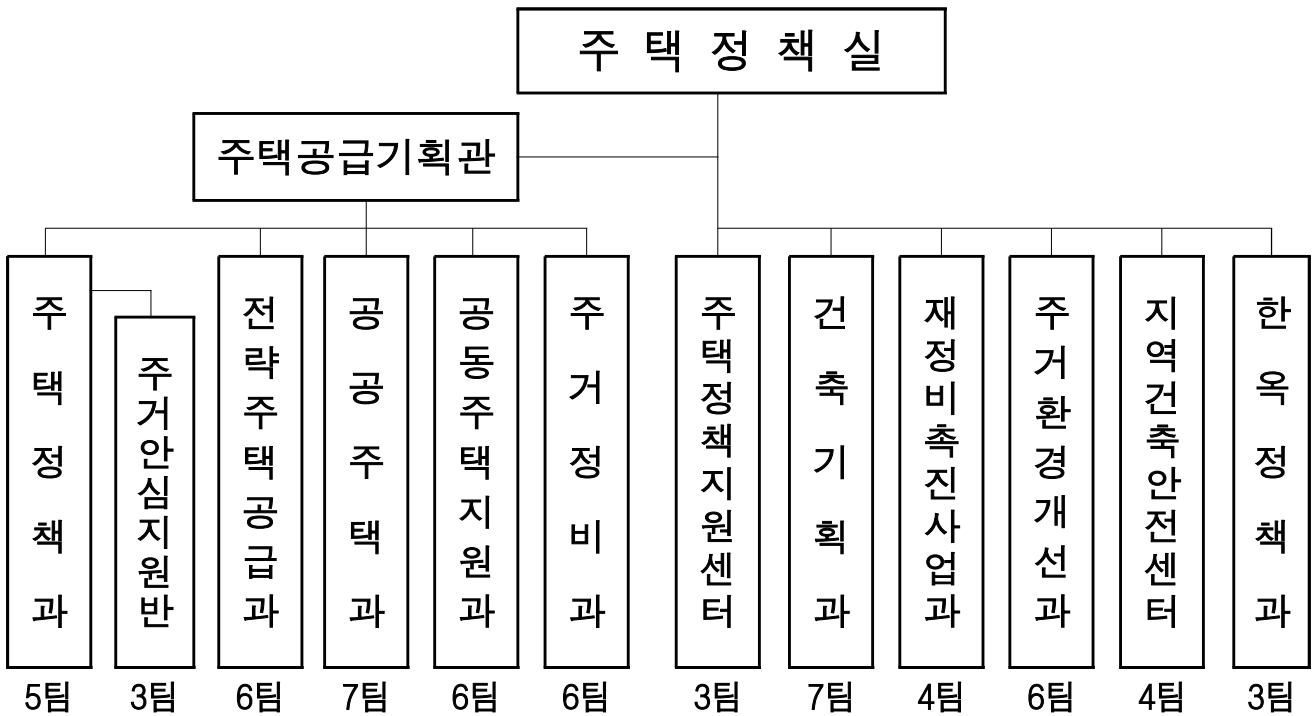 주 택 정 책 실
주택공급기획관
주택정책과
주거안심지원반
전략주택공급과
공공주택과
공동주택지원과
주거정비과
주택정책지원센터
건축기획과
재정비촉진사업과
주거환경개선과
지역건축안전센터
한옥정책과
5팀 3팀 6팀 7팀 6팀 6팀 3팀 7팀 4팀 6팀 4팀 3팀